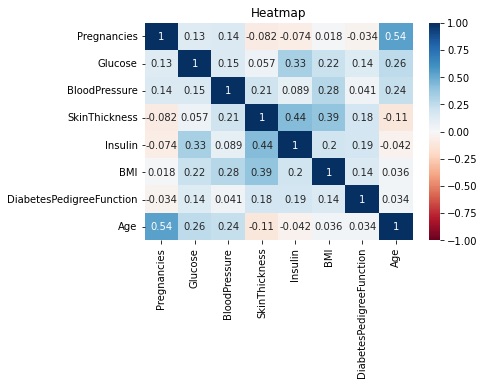 Heatmap
Pregnancies 1 0.13 0.14 -0.082 -0.074 0.018 -0.034 0.54
Glucose 0.13 1 0.15 0.057 0.33 0.22 0.14 0.26
BloodPressure 0.14 0.15 1 0.21 0.089 0.28 0.041 0.24
SkinThickness -0.082 0.057 0.21 1 0.44 0.39 0.18 -0.11
Insulin -0.074 0.33 0.089 0.44 1 0.2 0.19 -0.042
BMI 0.018 0.22 0.28 0.39 0.2 1 0.14 0.036
DiabetesPedigreeFunction -0.034 0.14 0.041 0.18 0.19 0.14 1 0.034
Age 0.54 0.26 0.24 -0.11 -0.042 0.036 0.034 1
Pregnancies
Glucose
BloodPressure
SkinThickness
Insulin
BMI
DiabetesPedigreeFunction
Age
1.00
0.75
0.50
0.25
0.00
−0.25
−0.50
−0.75
−1.00